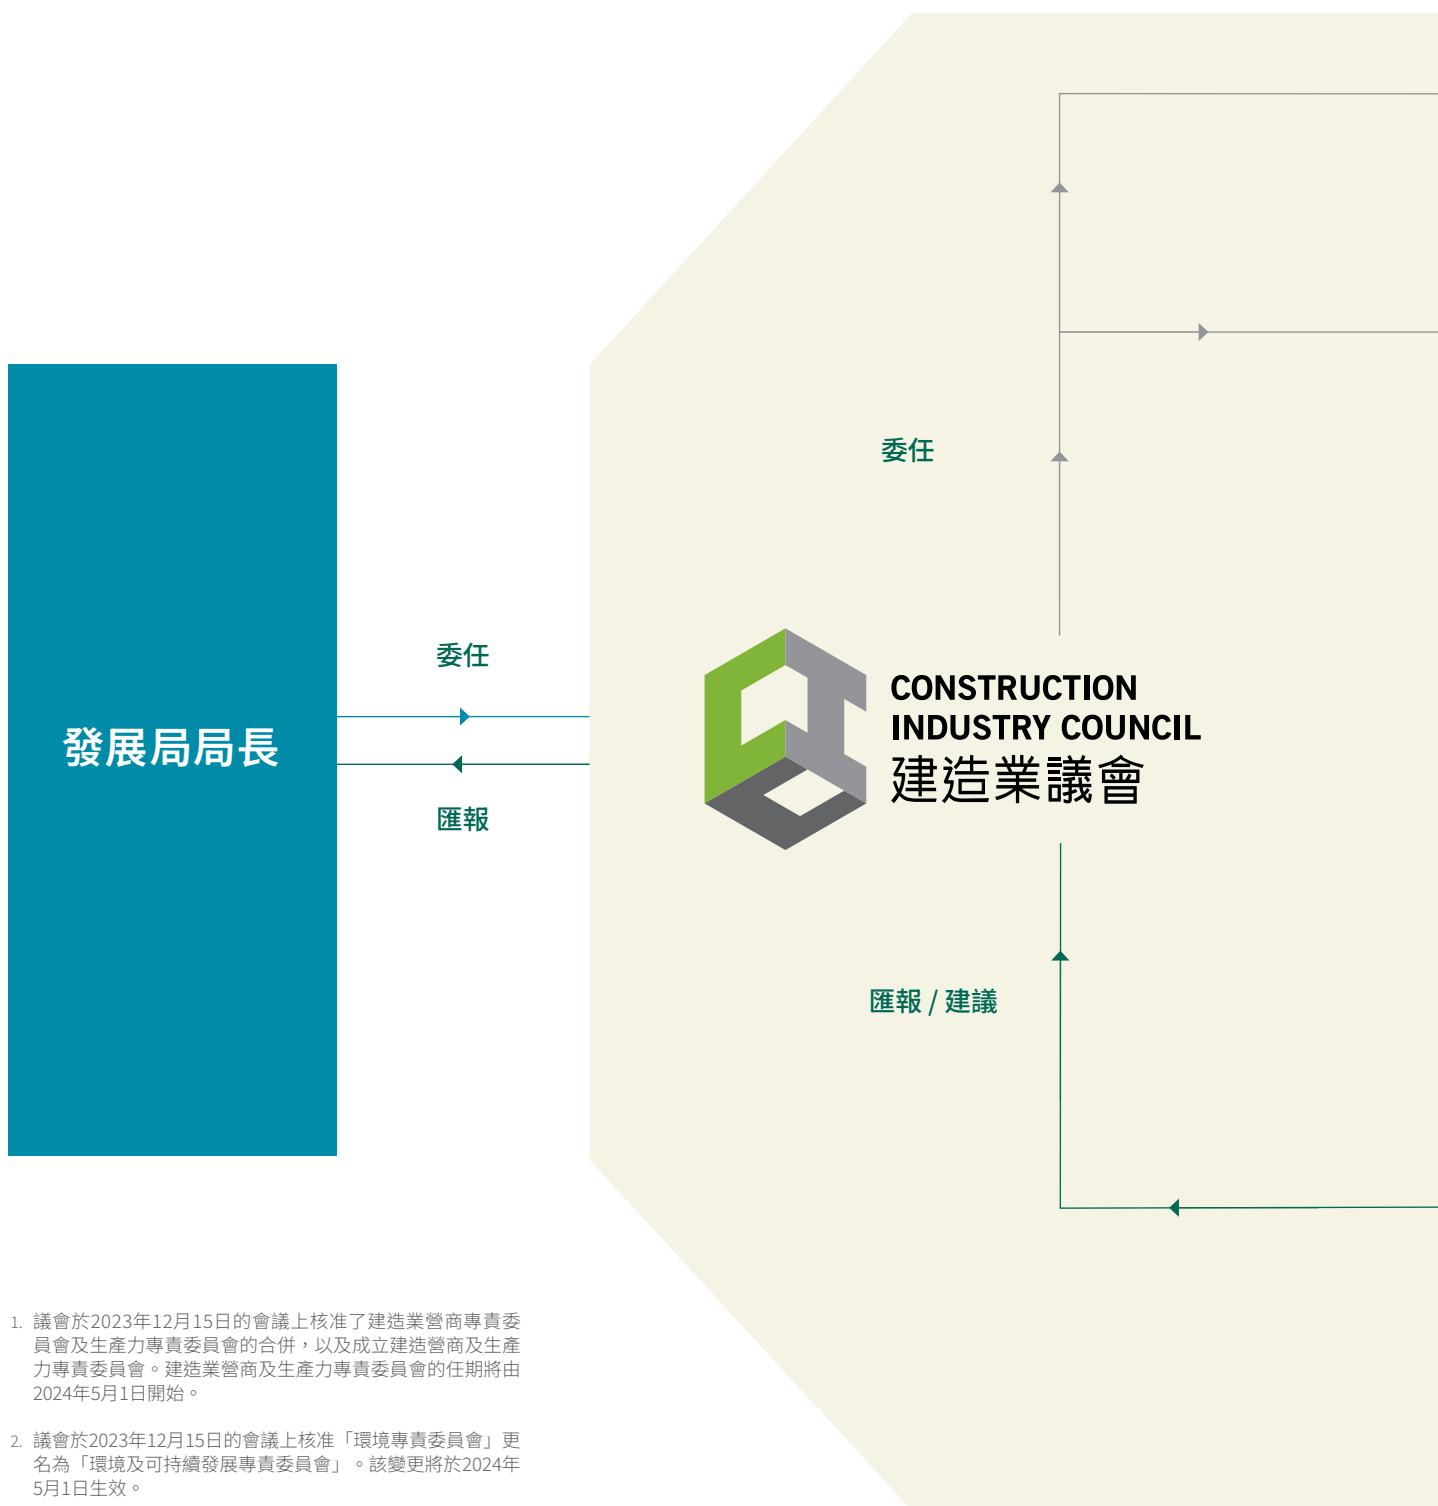 委任
委任
發展局局長
匯報
CONSTRUCTION
INDUSTRY COUNCIL
建造業議會
匯報 / 建議
1. 議會於2023年12月15日的會議上核准了建造業營商專責委
員會及生產力專責委員會的合併，以及成立建造營商及生產
力專責委員會。建造業營商及生產力專責委員會的任期將由
2024年5月1日開始。
2. 議會於2023年12月15日的會議上核准「環境專責委員會」更
名為「環境及可持續發展專責委員會」。該變更將於2024年
5月1日生效。